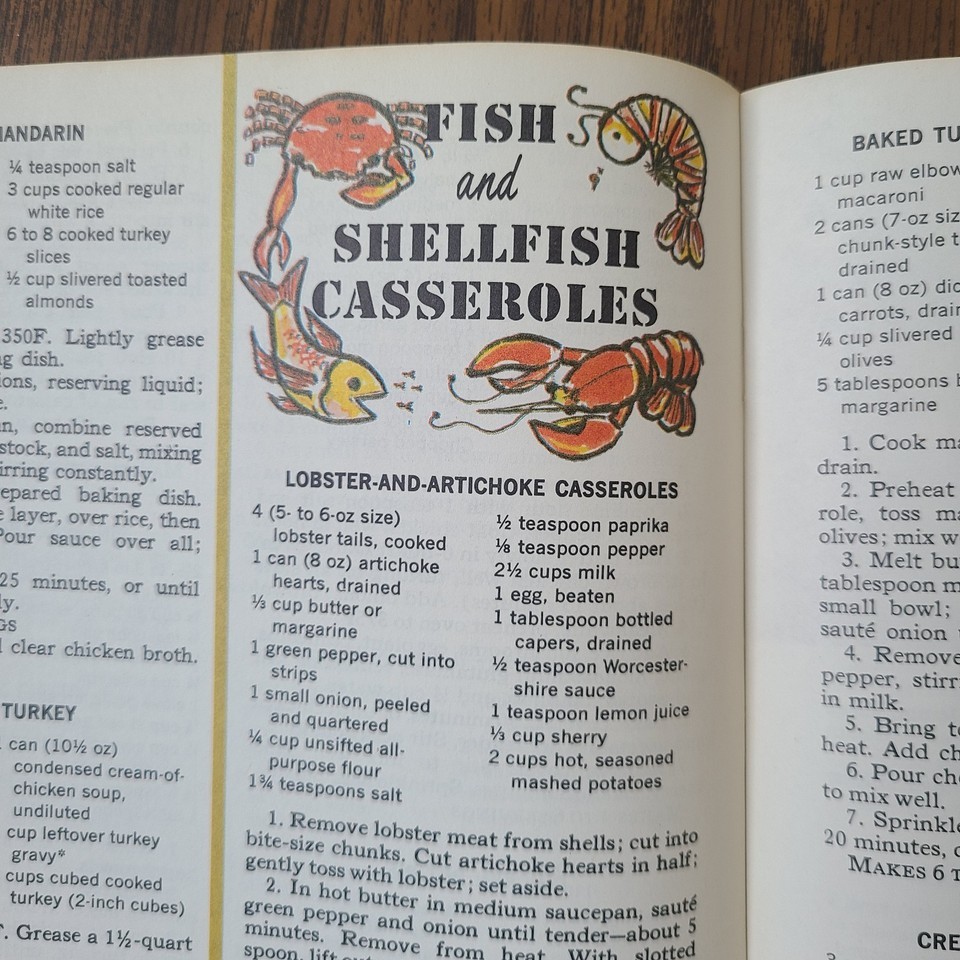 MANDARIN
¼ teaspoon salt
3 cups cooked regular
white rice
6 to 8 cooked turkey
slices
½ cup slivered toasted
almonds
350F. Lightly grease
dish.
reserving liquid;
combine reserved
stock, and salt, mixing
constantly.
baking dish.
layer, over rice, then
Pour sauce over all;
25 minutes, or until
clear chicken broth.
TURKEY
can (10½ oz)
condensed cream-of-
chicken soup,
undiluted
cup leftover turkey
gravy*
cups cubed cooked
turkey (2-inch cubes)
Grease a 1½-quart
FISH
and
SHELLFISH
CASSEROLES
LOBSTER-AND-ARTICHOKE CASSEROLES
4 (5- to 6-oz size)
lobster tails, cooked
1 can (8 oz) artichoke
hearts, drained
⅓ cup butter or
margarine
1 green pepper, cut into
strips
1 small onion, peeled
and quartered
¼ cup unsifted all-
purpose flour
1¾ teaspoons salt
½ teaspoon paprika
⅛ teaspoon pepper
2½ cups milk
1 egg, beaten
1 tablespoon bottled
capers, drained
½ teaspoon Worcester-
shire sauce
1 teaspoon lemon juice
⅓ cup sherry
2 cups hot, seasoned
mashed potatoes
1. Remove lobster meat from shells; cut into
bite-size chunks. Cut artichoke hearts in half;
gently toss with lobster; set aside.
2. In hot butter in medium saucepan, sauté
green pepper and onion until tender—about 5
minutes. Remove from heat. With slotted
spoon, lift
BAKED
1 cup raw elbow
macaroni
2 cans (7-oz
chunk-style
drained
1 can (8 oz)
carrots,
¼ cup slivered
olives
5 tablespoons
margarine
1. Cook
drain.
2. Preheat
role, toss
olives; mix
3. Melt
tablespoon
small bowl;
sauté onion
4. Remove
pepper,
in milk.
5. Bring
heat. Add
6. Pour
to mix well.
7.
20 minutes,
MAKES 6